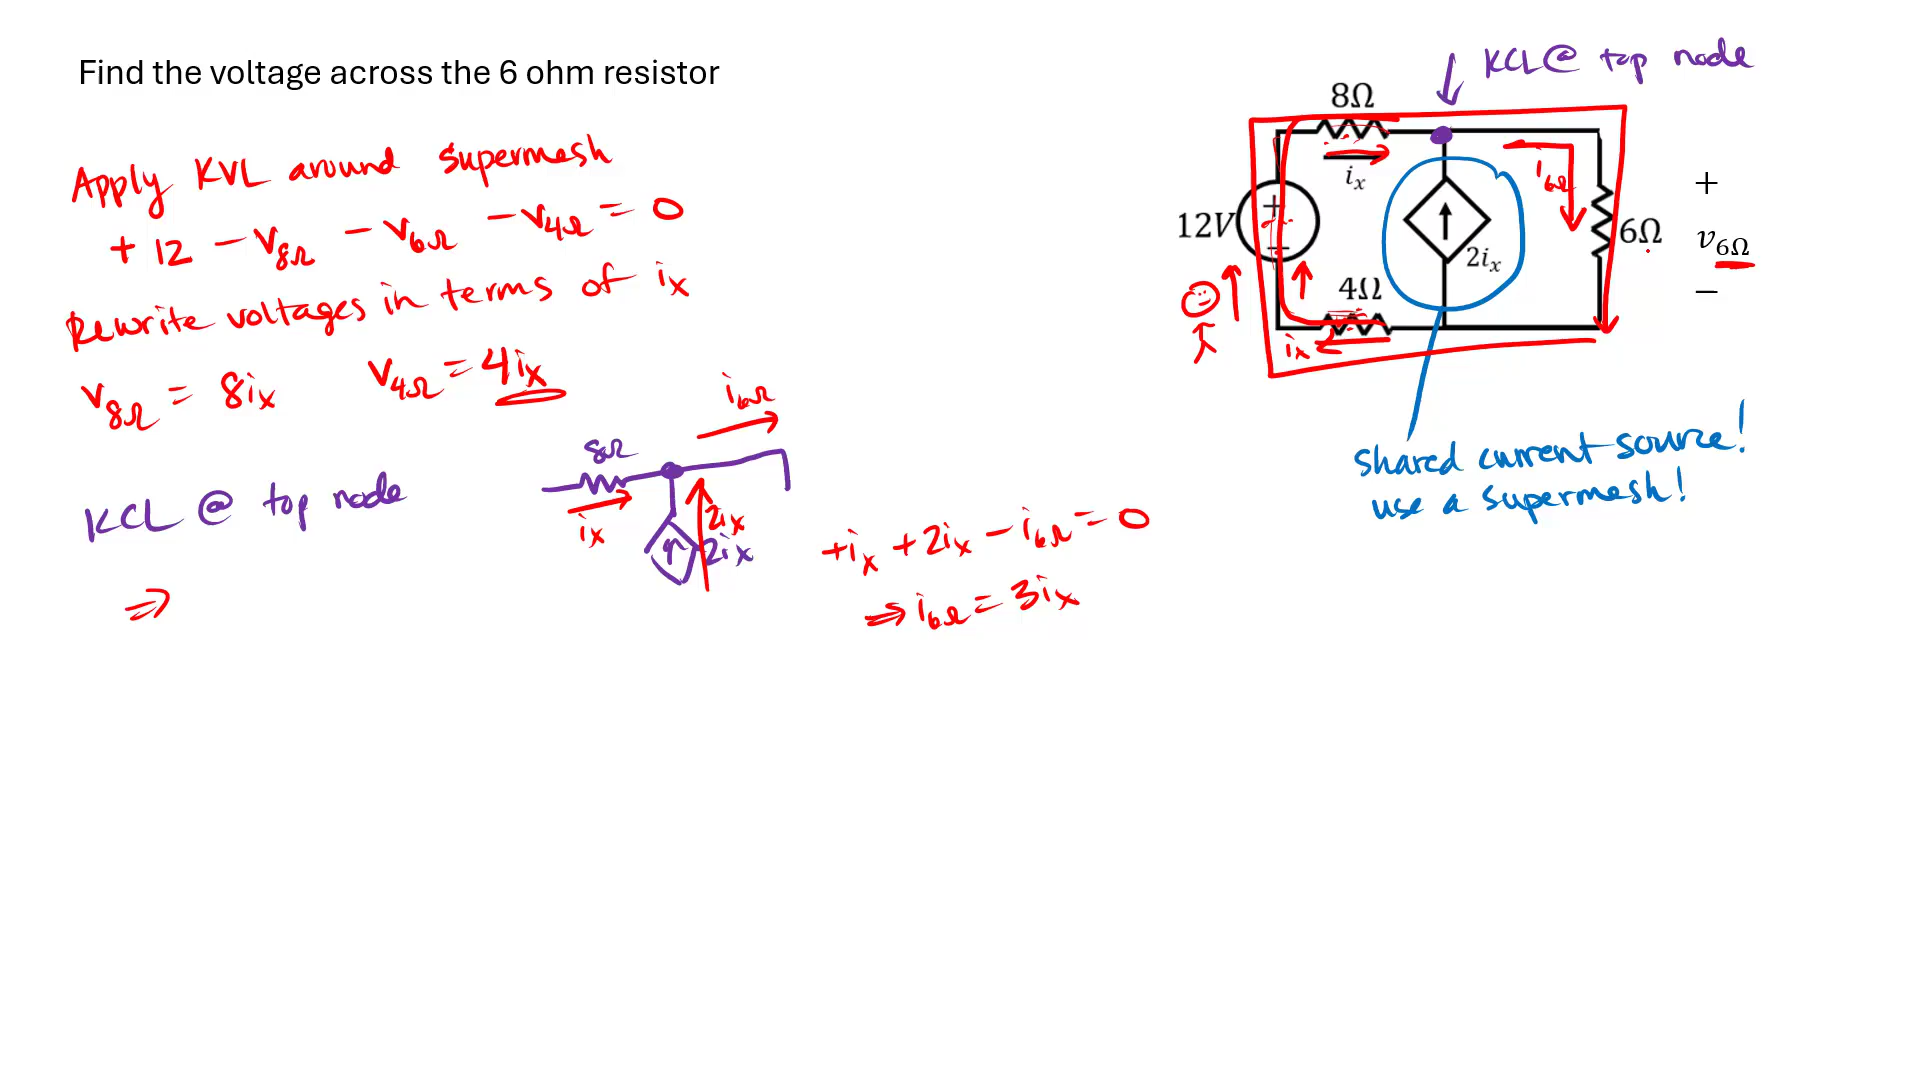 Find the voltage across the 6 ohm resistor
Apply KVL around supermesh
+ 12 - V8Ω - V6Ω - V4Ω = 0
Rewrite voltages in terms of ix
V8Ω = 8ix V4Ω = 4ix
KCL @ top node
⇒
8Ω
i6Ω
ix
2ix
2ix
+ix + 2ix - i6Ω = 0
⇒ i6Ω = 3ix
KCL @ top node
8Ω
ix
i6Ω
+
12V
+
−
2ix
6Ω
v6Ω
4Ω
−
ix
shared current source!
use a supermesh!